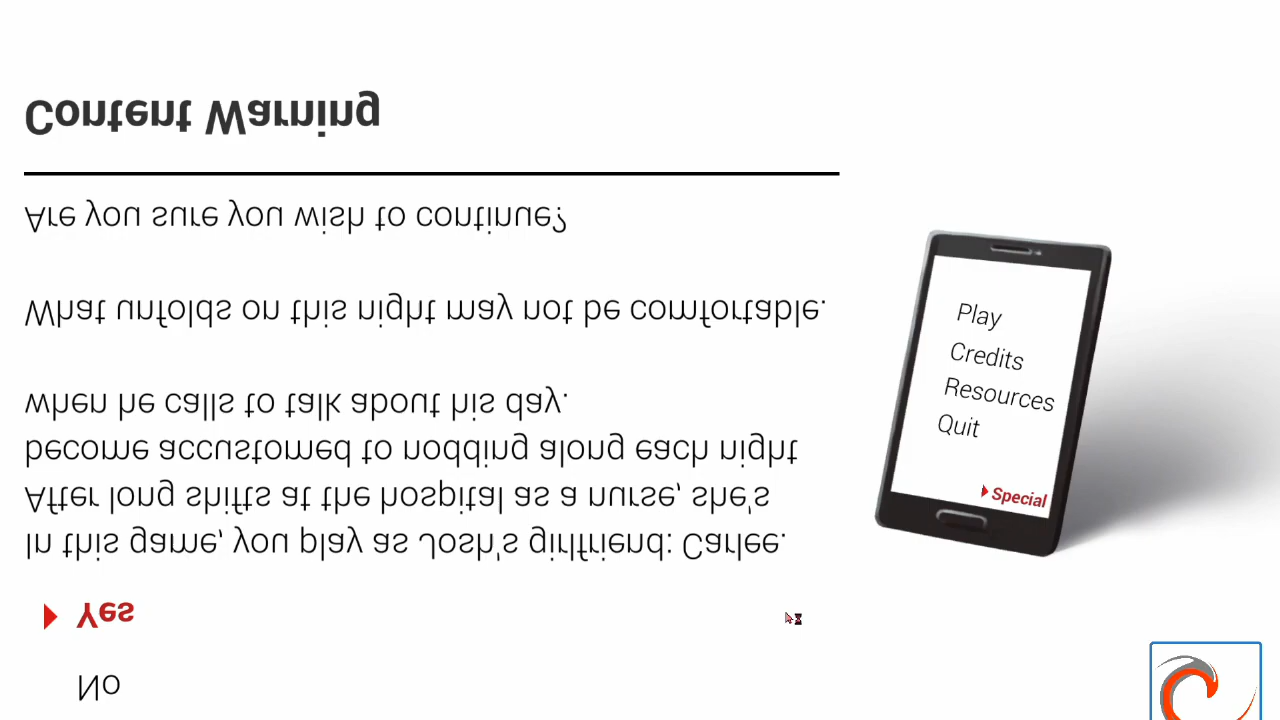 Content Warning
Are you sure you wish to continue?
What unfolds on this night may not be comfortable.
when he calls to talk about his day.
become accustomed to nodding along each night
After long shifts at the hospital as a nurse, she's
In this game, you play as Josh's girlfriend: Carlee.
Yes
No
Play
Credits
Resources
Quit
Special